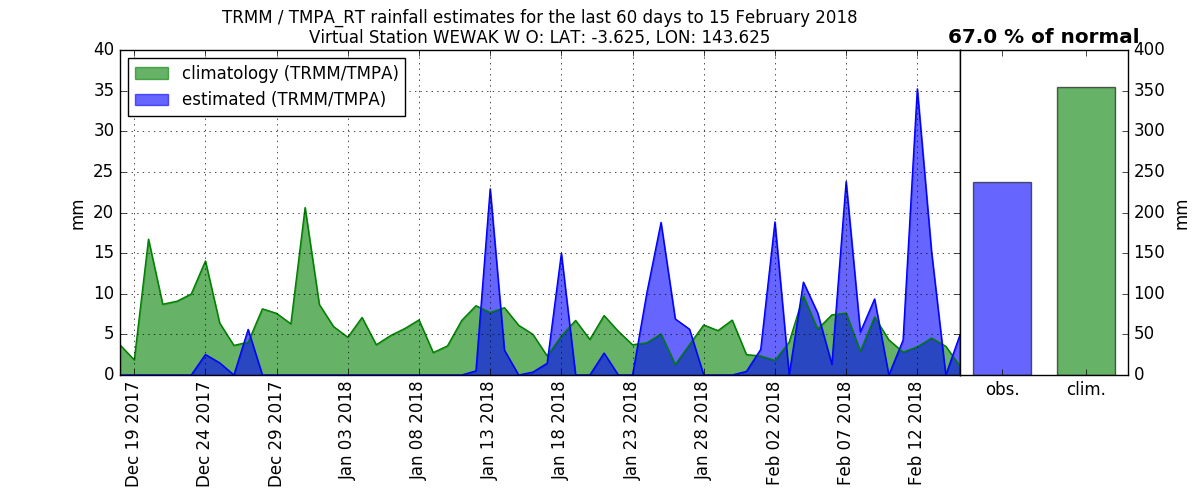 TRMM / TMPA_RT rainfall estimates for the last 60 days to 15 February 2018
Virtual Station WEWAK W O: LAT: -3.625, LON: 143.625
67.0 % of normal
climatology (TRMM/TMPA)
estimated (TRMM/TMPA)
40
35
30
25
20
15
10
5
0
mm
400
350
300
250
200
150
100
50
0
mm
Dec 19 2017
Dec 24 2017
Dec 29 2017
Jan 03 2018
Jan 08 2018
Jan 13 2018
Jan 18 2018
Jan 23 2018
Jan 28 2018
Feb 02 2018
Feb 07 2018
Feb 12 2018
obs.
clim.